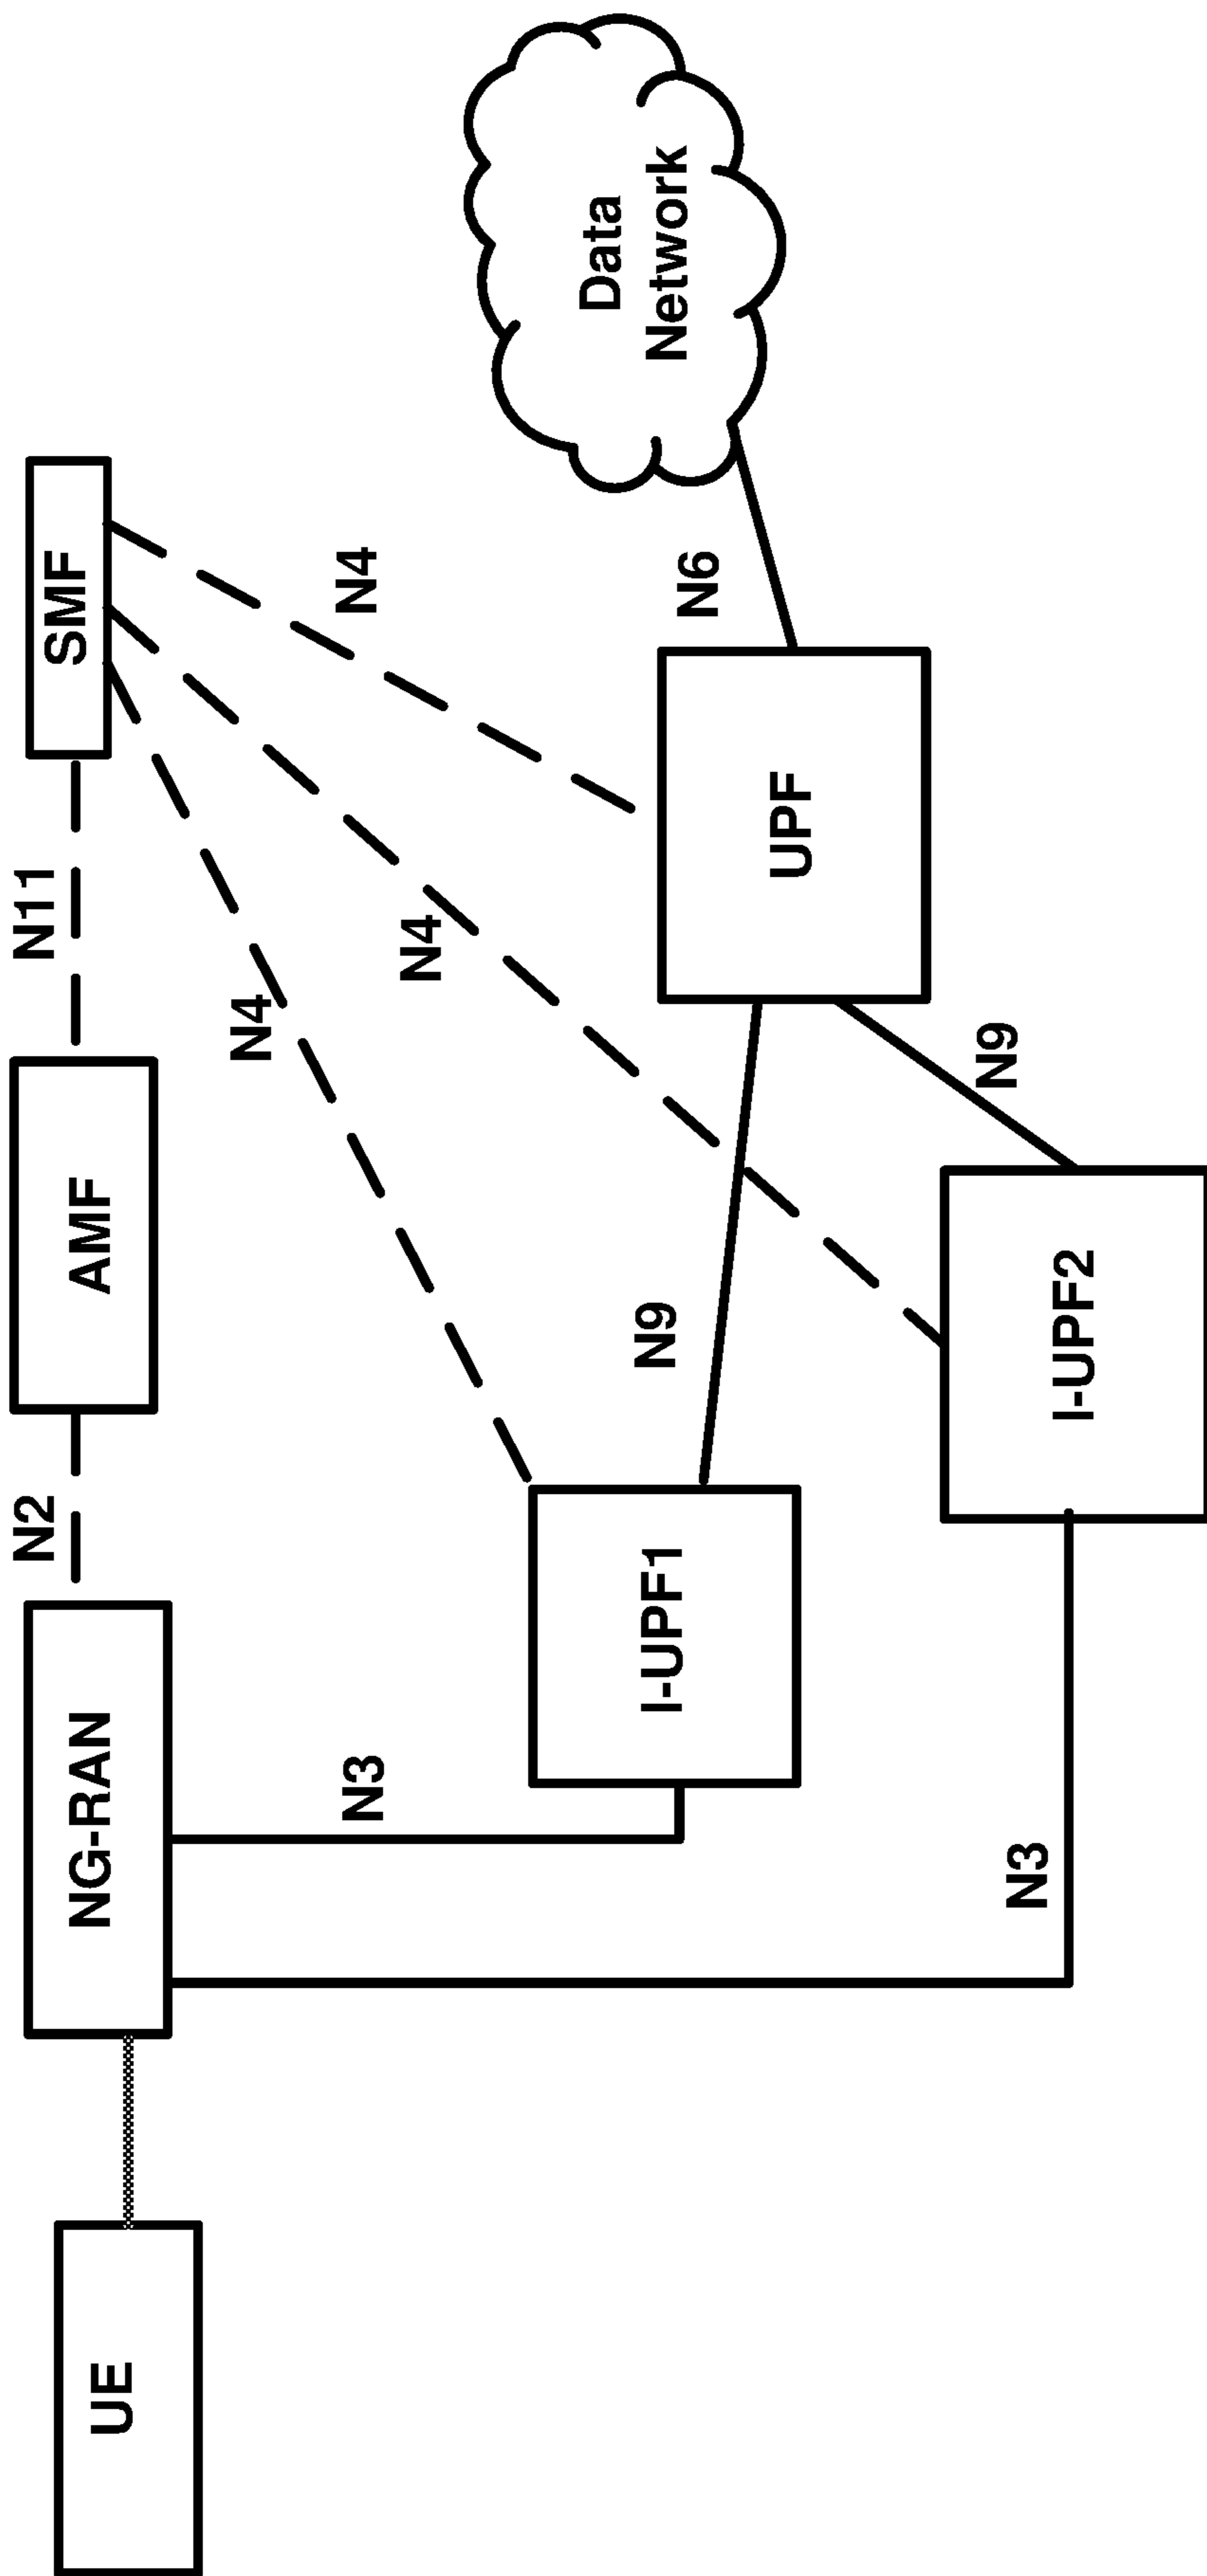 UE
NG-RAN
N2
AMF
N11
SMF
N4
N4
N4
N3
I-UPF1
N9
UPF
N6
Data
Network
N3
I-UPF2
N9